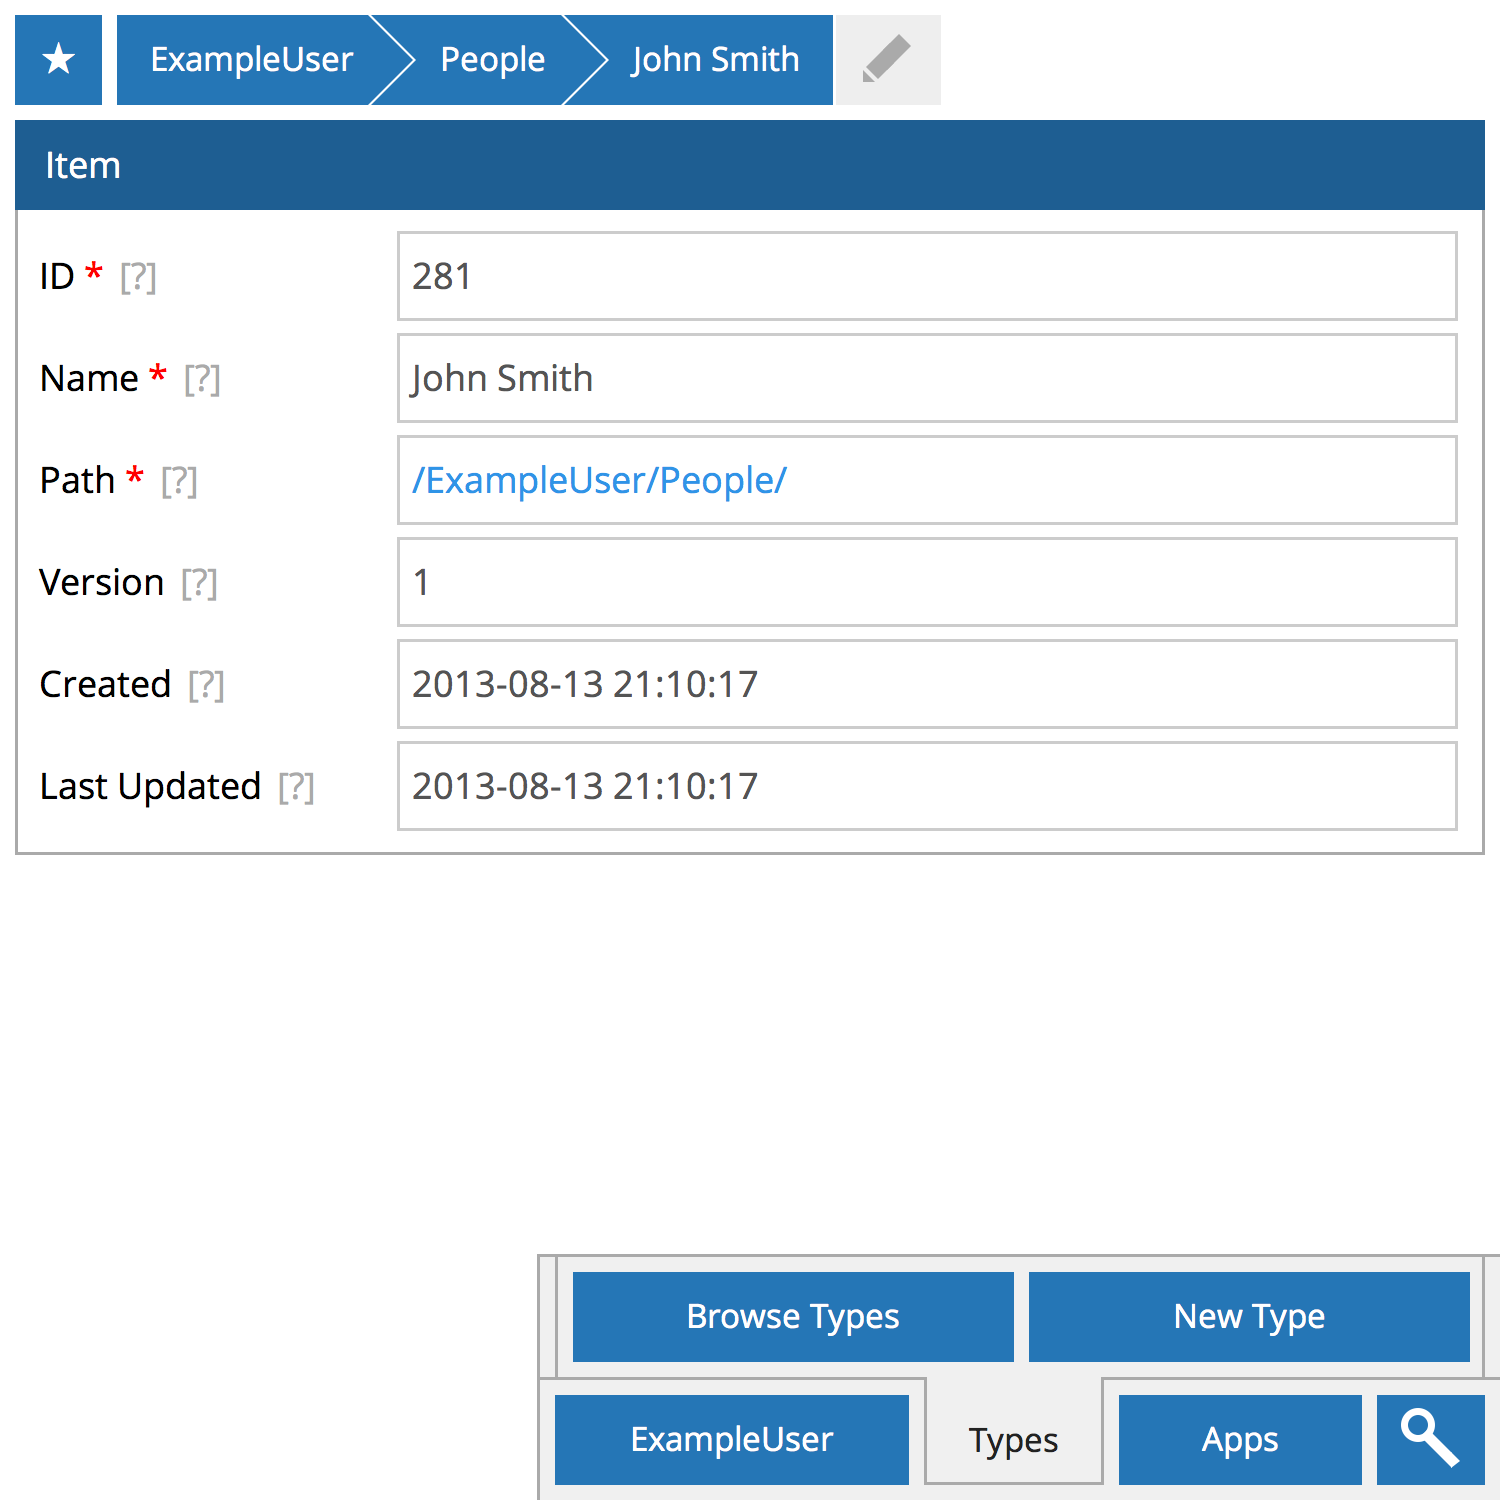 ★ ExampleUser People John Smith
Item
ID * [?] 281
Name * [?] John Smith
Path * [?] /ExampleUser/People/
Version [?] 1
Created [?] 2013-08-13 21:10:17
Last Updated [?] 2013-08-13 21:10:17
Browse Types New Type
ExampleUser Types Apps